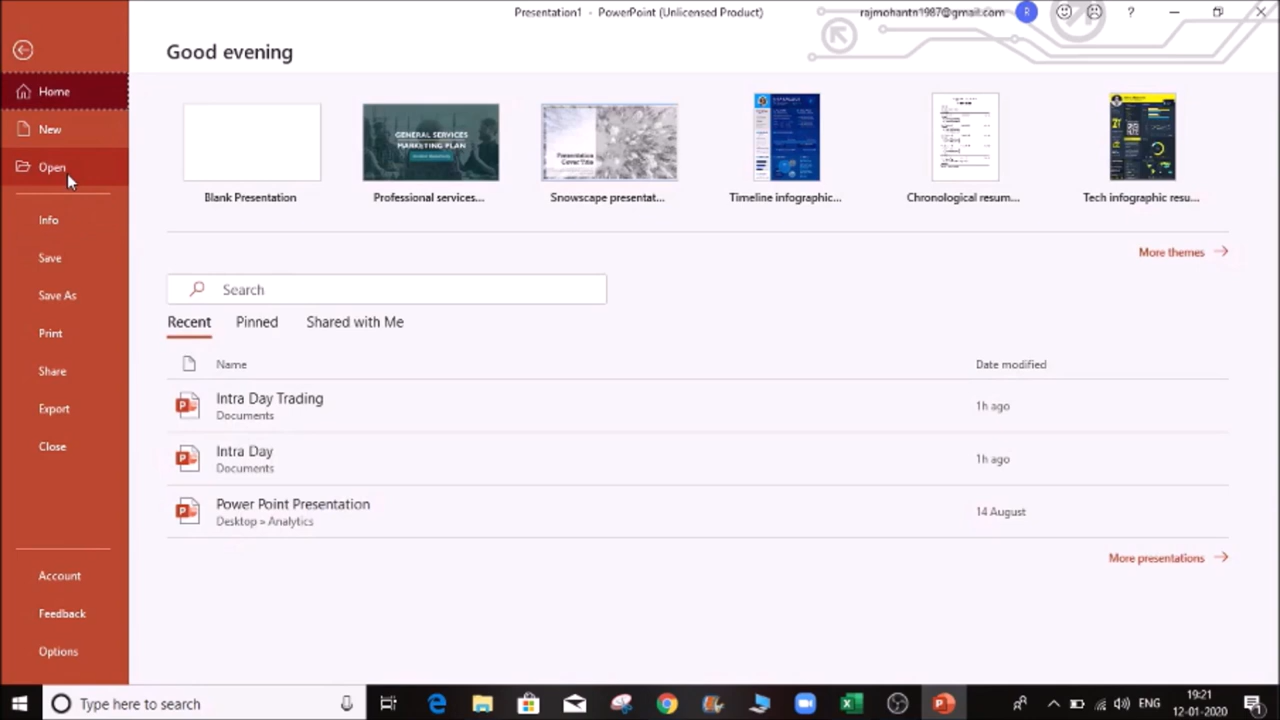 Presentation1 - PowerPoint (Unlicensed Product)
rajmohantn1987@gmail.com
R
?
Good evening
Home
New
Open
Info
Save
Save As
Print
Share
Export
Close
Account
Feedback
Options
GENERAL SERVICES
MARKETING PLAN
Presentation
Cover Title
Blank Presentation
Professional services...
Snowscape presentat...
Timeline infographic...
Chronological resum...
Tech infographic resu...
More themes
Search
Recent
Pinned
Shared with Me
Name
Date modified
Intra Day Trading
Documents
1h ago
Intra Day
Documents
1h ago
Power Point Presentation
Desktop » Analytics
14 August
More presentations
Type here to search
ENG
19:21
12-01-2020
1